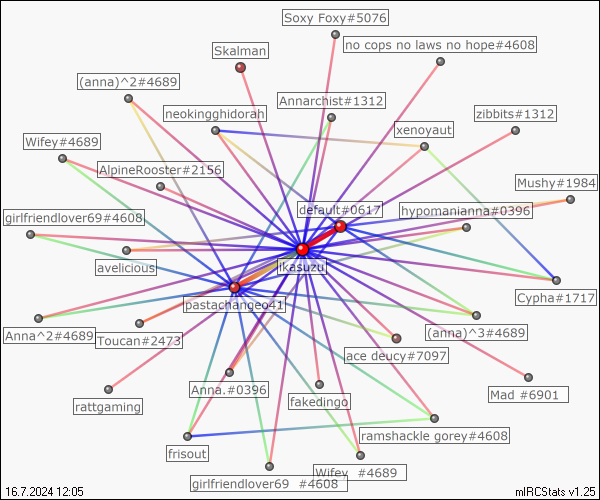 Soxy Foxy#5076
no cops no laws no hope#4608
Skalman
(anna)^2#4689
neokingghidorah
Annarchist#1312
zibbits#1312
xenoyaut
Wifey#4689
AlpineRooster#2156
Mushy#1984
girlfriendlover69#4608
default#0617
hypomanianna#0396
avelicious
ikasuzu
Cypha#1717
pastachangeo41
Anna^2#4689
Toucan#2473
(anna)^3#4689
ace deucy#7097
Anna.#0396
fakedingo
Mad #6901
rattgaming
ramshackle gorey#4608
frisout
Wifey #4689
girlfriendlover69 #4608
16.7.2024 12:05
mIRCStats v1.25